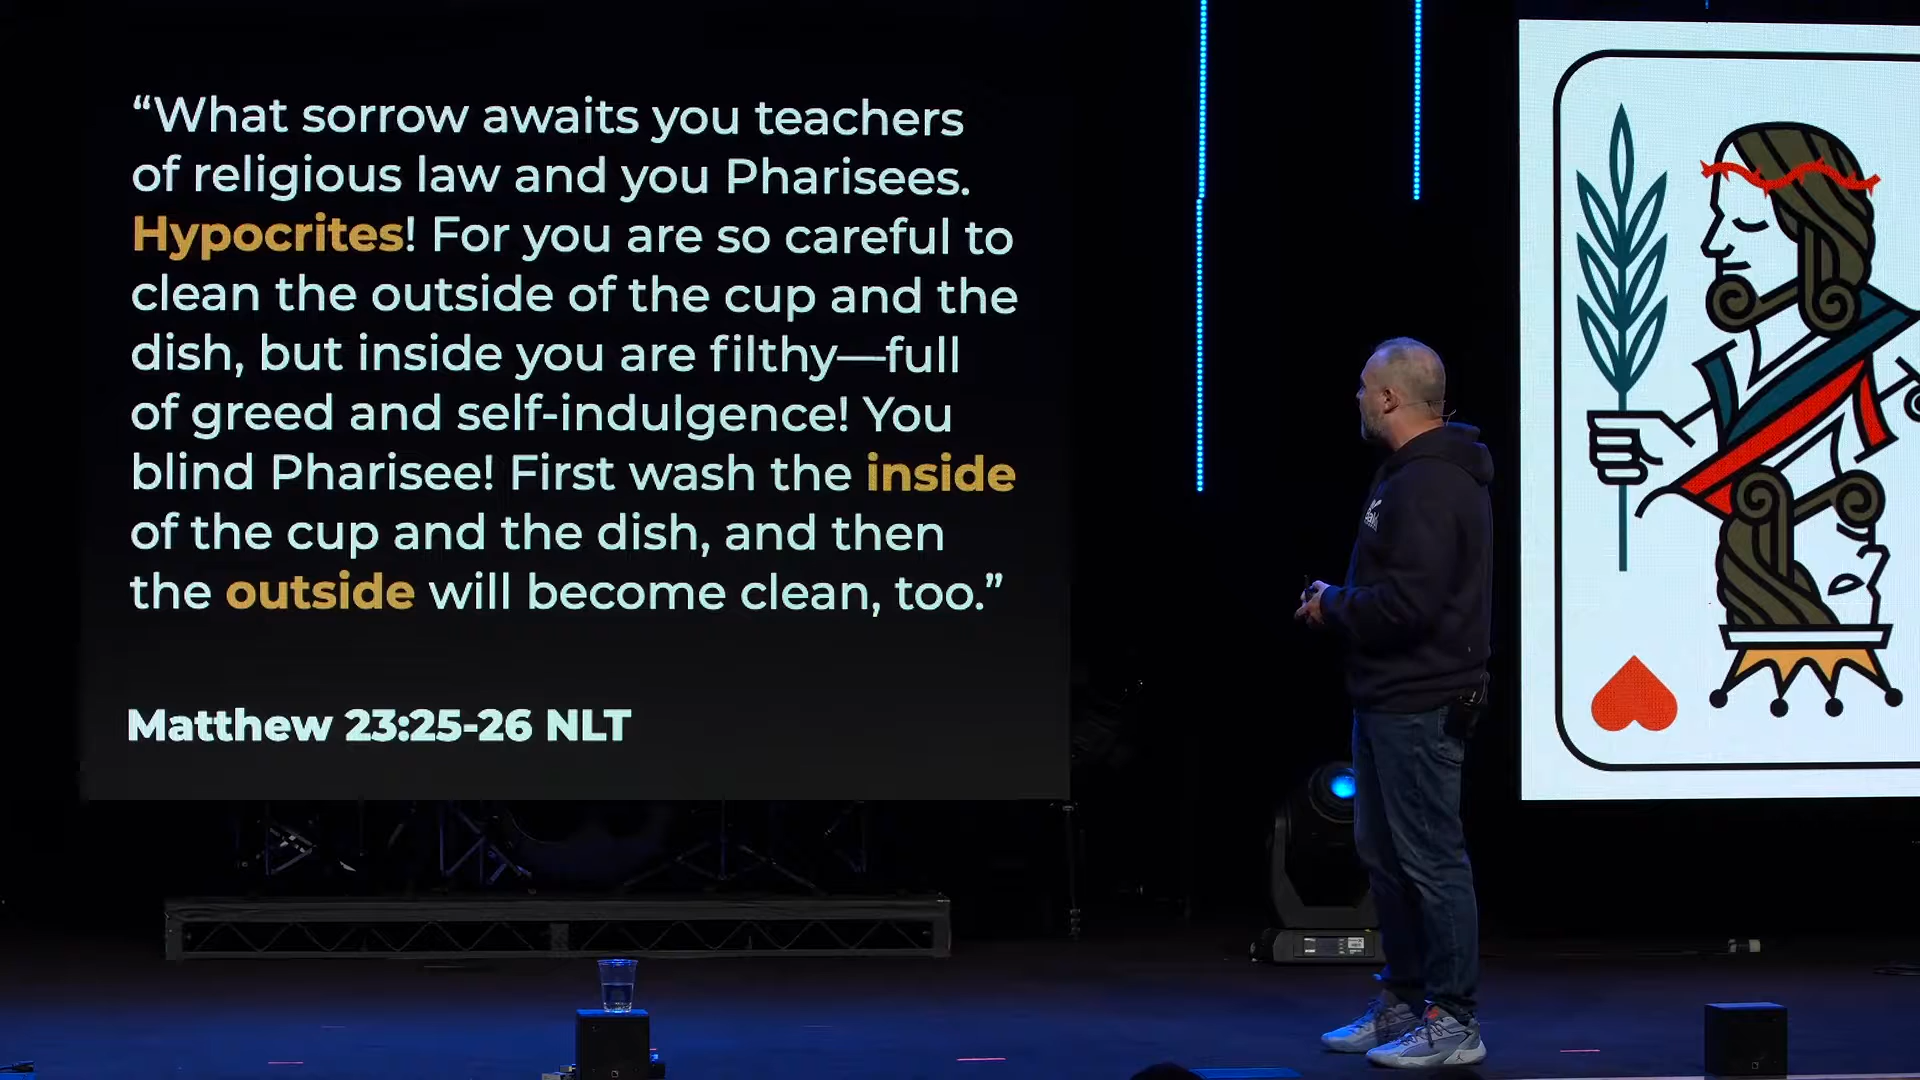 “What sorrow awaits you teachers
of religious law and you Pharisees.
Hypocrites! For you are so careful to
clean the outside of the cup and the
dish, but inside you are filthy—full
of greed and self-indulgence! You
blind Pharisee! First wash the inside
of the cup and the dish, and then
the outside will become clean, too.”
Matthew 23:25-26 NLT